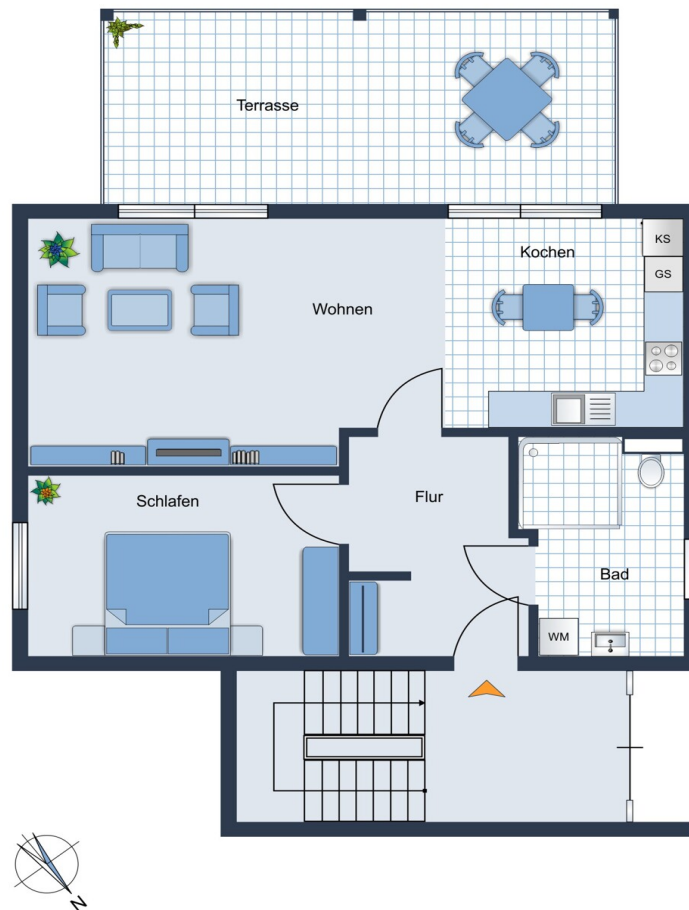 Terrasse
KS
Kochen
GS
Wohnen
Schlafen
Flur
Bad
WM
N